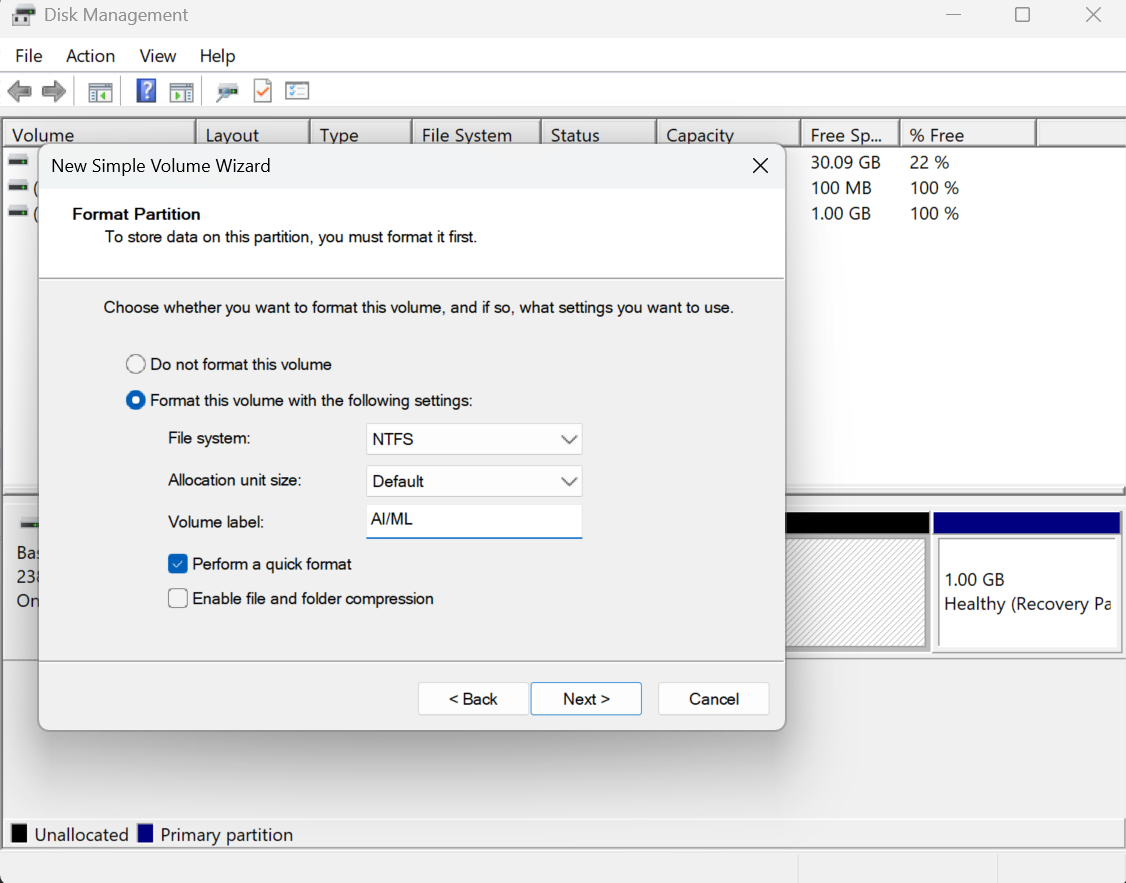 Disk Management
File Action View Help
Volume Layout Type File System Status Capacity Free Sp... % Free
30.09 GB 22 %
( 100 MB 100 %
( 1.00 GB 100 %
New Simple Volume Wizard
Format Partition
To store data on this partition, you must format it first.
Choose whether you want to format this volume, and if so, what settings you want to use.
Do not format this volume
Format this volume with the following settings:
File system: NTFS
Allocation unit size: Default
Volume label: AI/ML
Perform a quick format
Enable file and folder compression
< Back Next > Cancel
Bas
238
On
1.00 GB
Healthy (Recovery Pa
Unallocated Primary partition